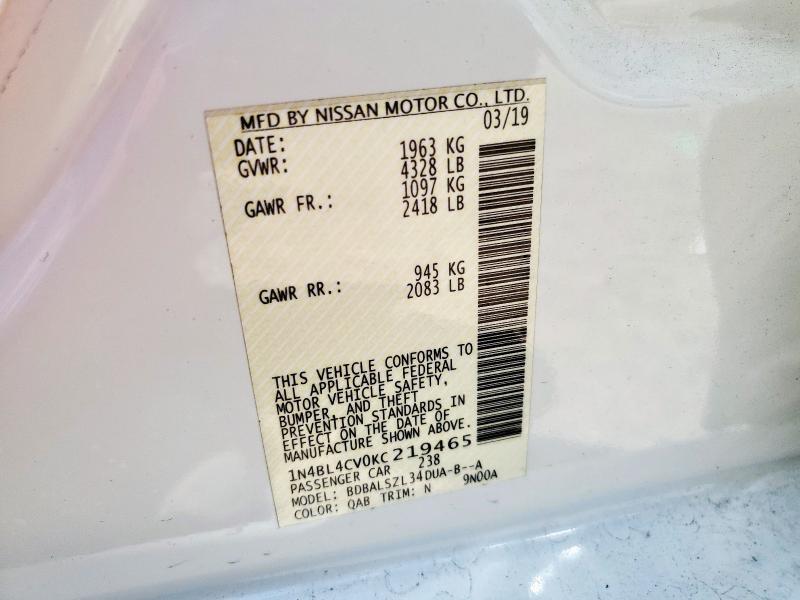 MFD BY NISSAN MOTOR CO., LTD.
DATE: 03/19
GVWR: 1963 KG
4328 LB
GAWR FR.: 1097 KG
2418 LB
GAWR RR.: 945 KG
2083 LB
THIS VEHICLE CONFORMS TO
ALL APPLICABLE FEDERAL
MOTOR VEHICLE SAFETY,
BUMPER, AND THEFT
PREVENTION STANDARDS IN
EFFECT ON THE DATE OF
MANUFACTURE SHOWN ABOVE.
1N4BL4CV0KC219465
PASSENGER CAR 238
MODEL: BDBALSZL34DUA-B--A
COLOR: QAB TRIM: N 9N00A